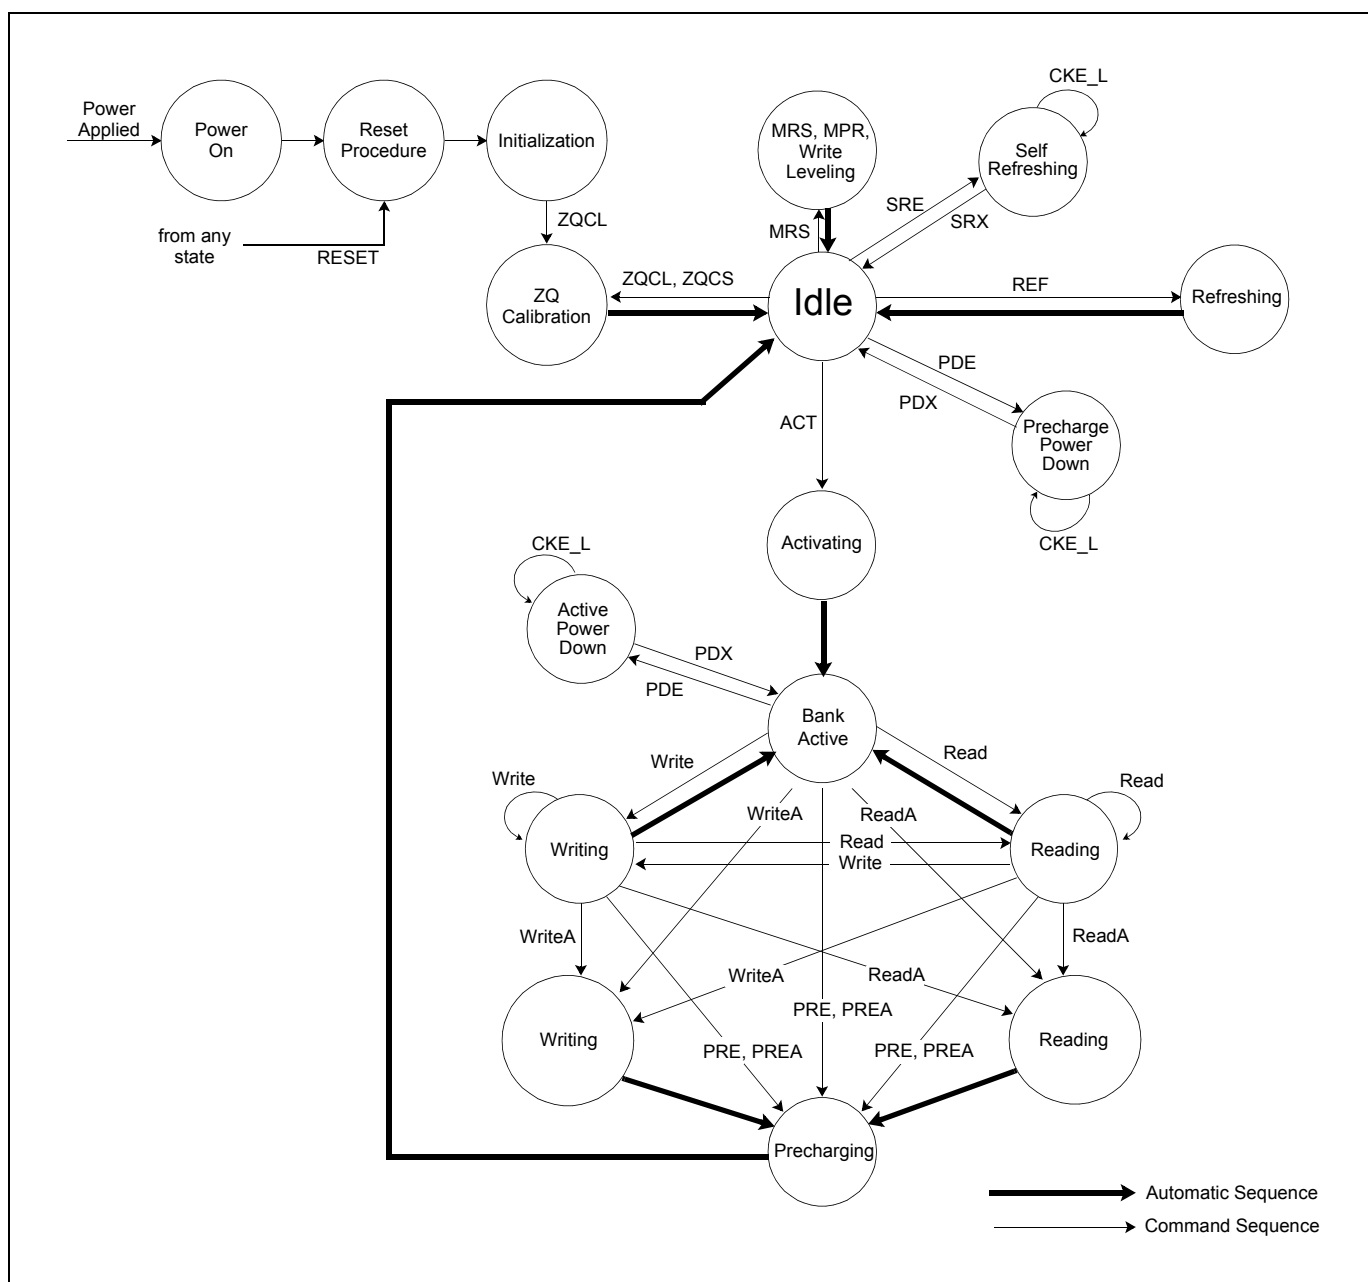 CKE_L
Power
Applied
Power
On
Reset
Procedure
Initialization
MRS, MPR,
Write
Leveling
Self
Refreshing
from any
state
RESET
ZQCL
MRS
SRE
SRX
ZQ
Calibration
ZQCL, ZQCS
Idle
REF
Refreshing
PDE
PDX
ACT
Precharge
Power
Down
CKE_L
Activating
CKE_L
Active
Power
Down
PDX
PDE
Bank
Active
Write
Read
Write
Read
WriteA
ReadA
Writing
Read
Write
Reading
WriteA
ReadA
WriteA
ReadA
PRE, PREA
Writing
Reading
PRE, PREA
PRE, PREA
Precharging
Automatic Sequence
Command Sequence